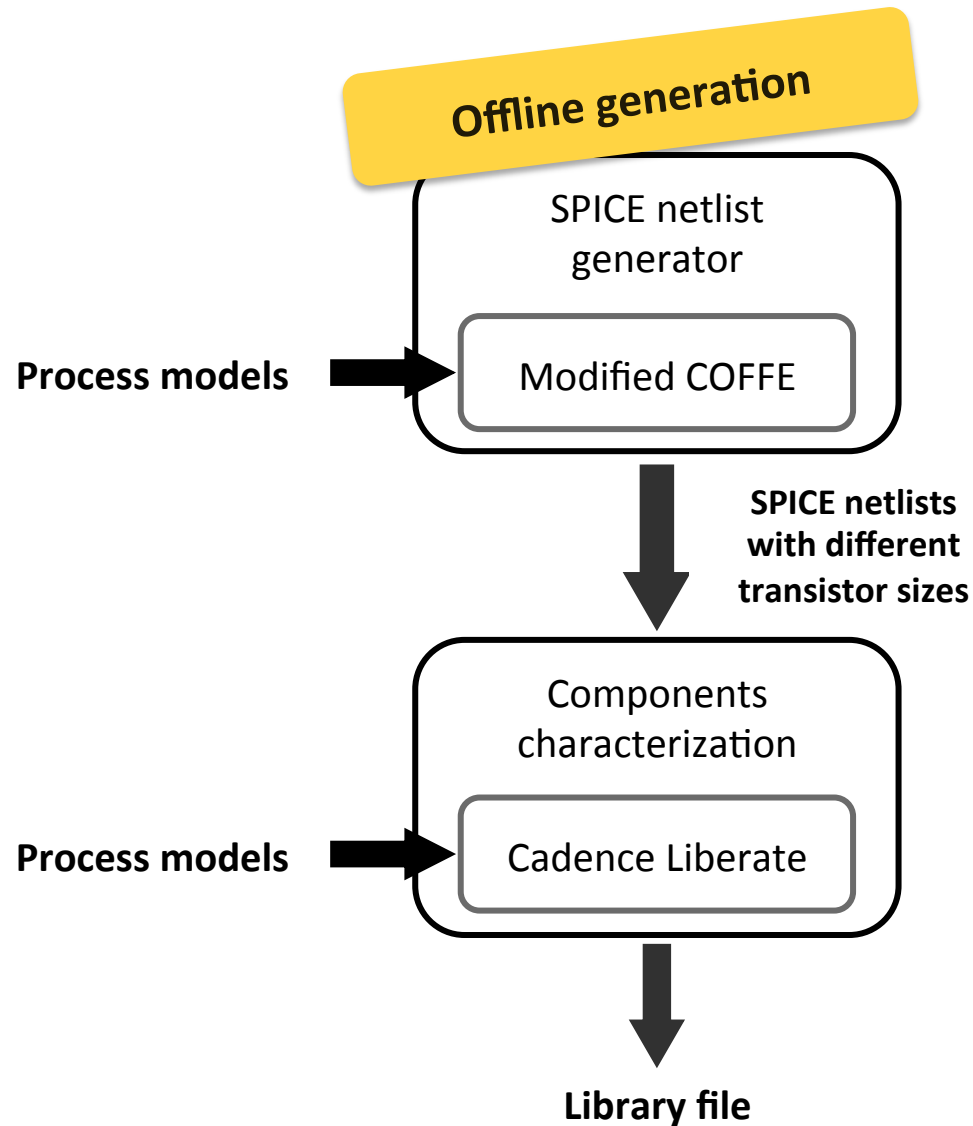 Offline generation
SPICE netlist
generator
Process models
Modified COFFE
SPICE netlists
with different
transistor sizes
Components
characterization
Process models
Cadence Liberate
Library file